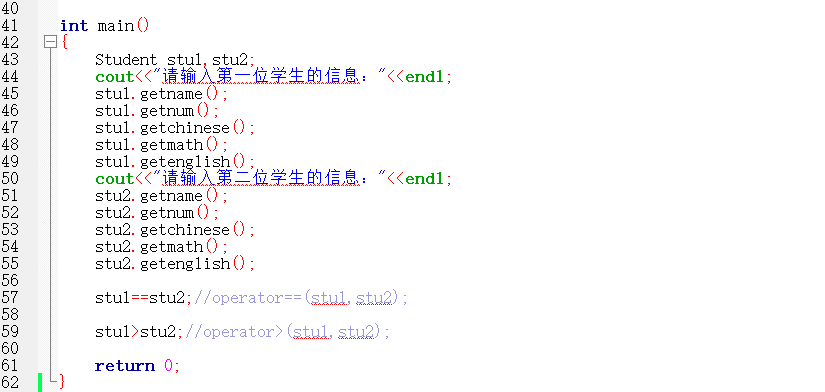 40
41 int main()
42 {
43 Student stu1,stu2;
44 cout<<"请输入第一位学生的信息："<<endl;
45 stu1.getname();
46 stu1.getnum();
47 stu1.getchinese();
48 stu1.getmath();
49 stu1.getenglish();
50 cout<<"请输入第二位学生的信息："<<endl;
51 stu2.getname();
52 stu2.getnum();
53 stu2.getchinese();
54 stu2.getmath();
55 stu2.getenglish();
56
57 stu1==stu2;//operator==(stu1,stu2);
58
59 stu1>stu2;//operator>(stu1,stu2);
60
61 return 0;
62 }